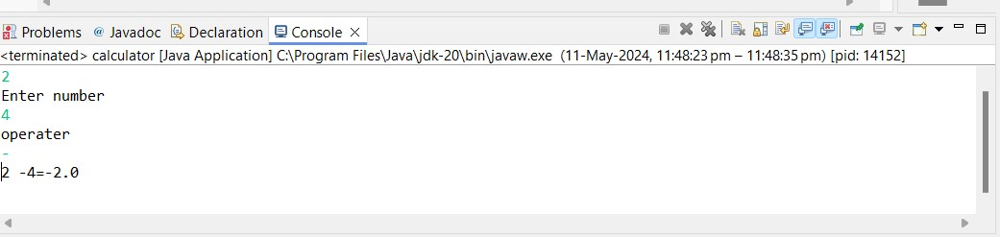 Problems @ Javadoc Declaration Console
<terminated> calculator [Java Application] C:\Program Files\Java\jdk-20\bin\javaw.exe (11-May-2024, 11:48:23 pm – 11:48:35 pm) [pid: 14152]
2
Enter number
4
operater
-
2 -4=-2.0